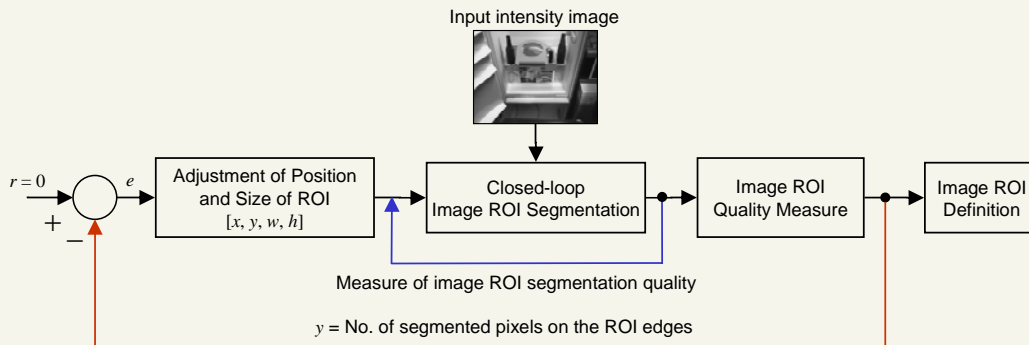 Input intensity image
r = 0
+
−
e
Adjustment of Position
and Size of ROI
[x, y, w, h]
Closed-loop
Image ROI Segmentation
Image ROI
Quality Measure
Image ROI
Definition
Measure of image ROI segmentation quality
y = No. of segmented pixels on the ROI edges